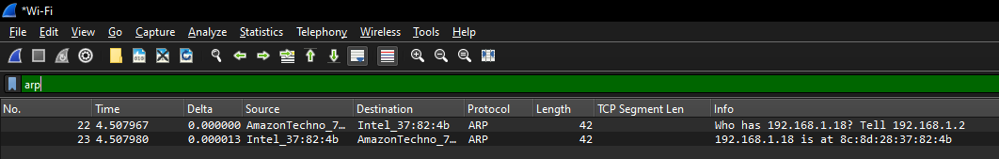 *Wi-Fi
File Edit View Go Capture Analyze Statistics Telephony Wireless Tools Help
arp
No. Time Delta Source Destination Protocol Length TCP Segment Len Info
22 4.507967 0.000000 AmazonTechno_7… Intel_37:82:4b ARP 42 Who has 192.168.1.18? Tell 192.168.1.2
23 4.507980 0.000013 Intel_37:82:4b AmazonTechno_7… ARP 42 192.168.1.18 is at 8c:8d:28:37:82:4b